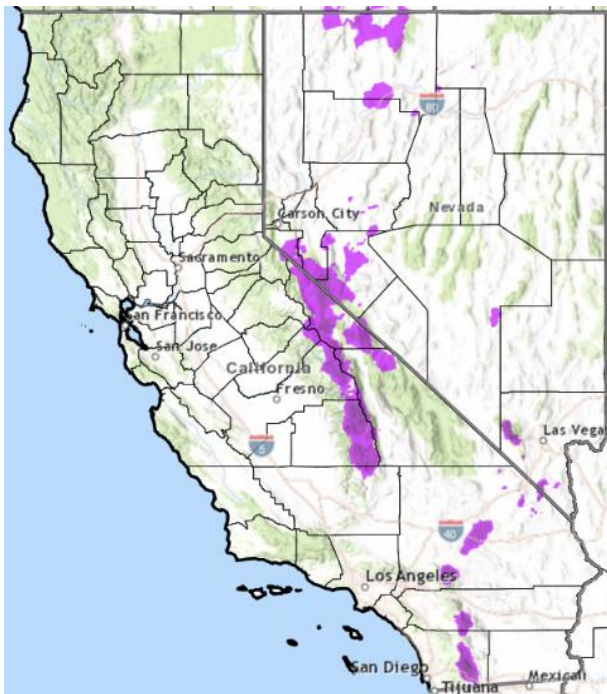 80
Carson City
Nevada
Sacramento
San Francisco
San Jose
California
Fresno
5
Las Vega
40
Los Angeles
San Diego
Tijuana
Mexicali